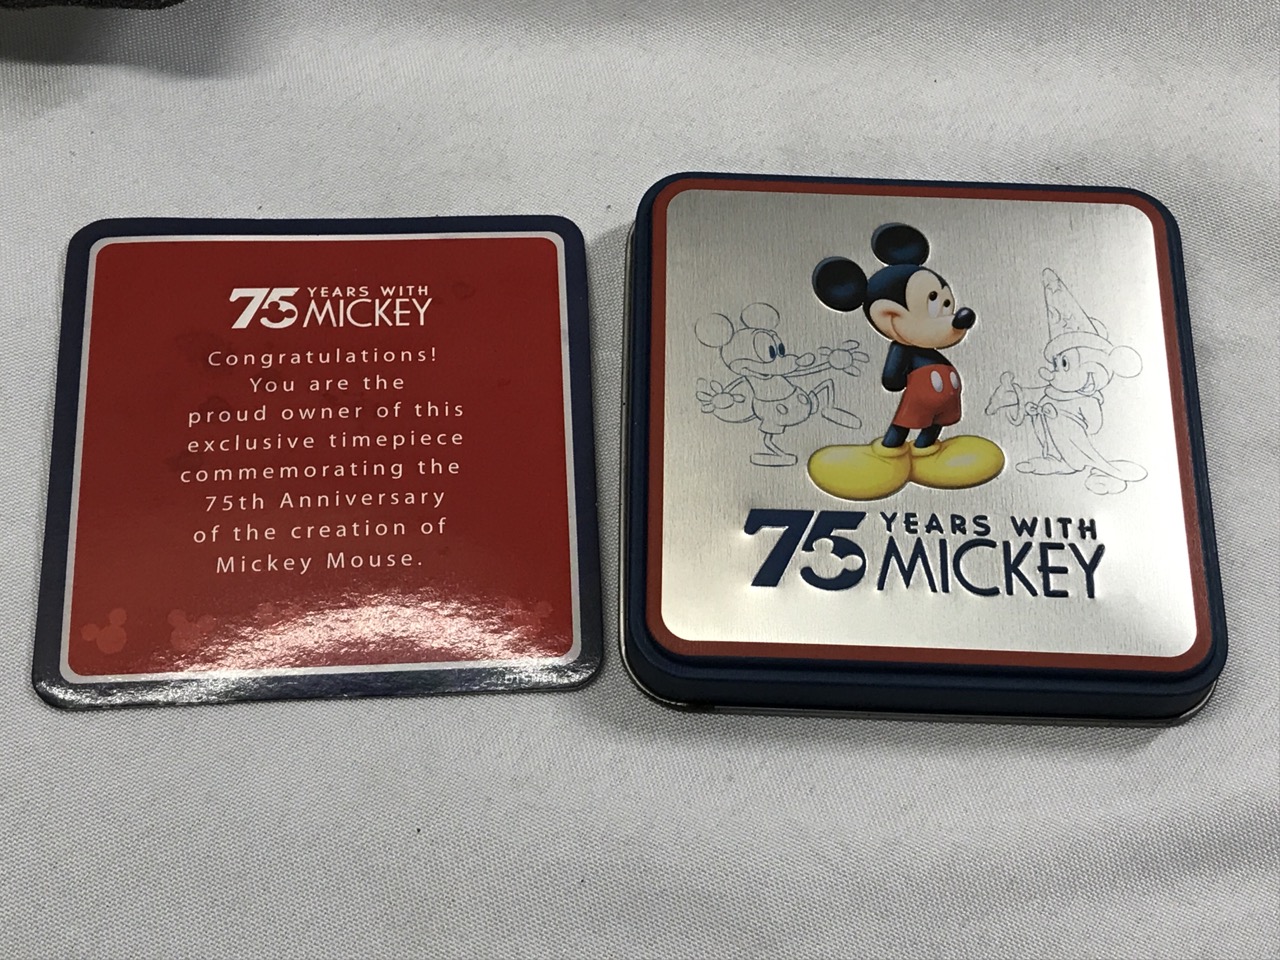 75 YEARS WITH
MICKEY
Congratulations!
You are the
proud owner of this
exclusive timepiece
commemorating the
75th Anniversary
of the creation of
Mickey Mouse.
DISNEY
75 YEARS WITH
MICKEY